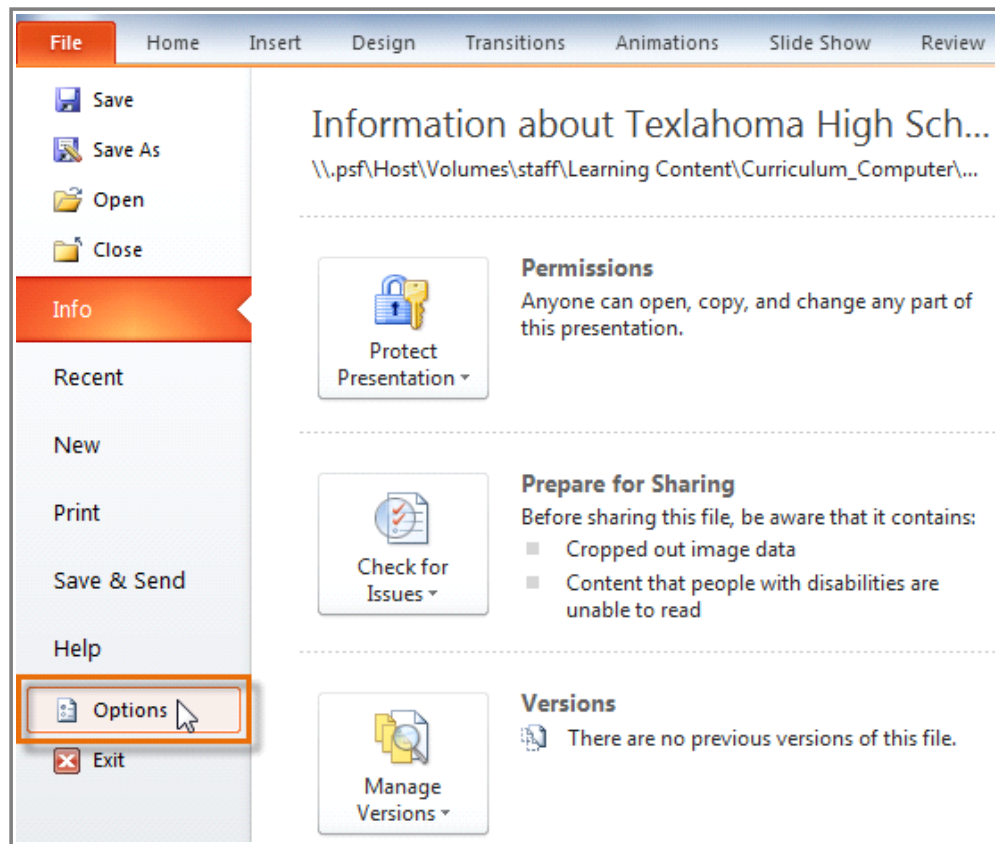 File Home Insert Design Transitions Animations Slide Show Review
Save
Save As
Open
Close
Info
Recent
New
Print
Save & Send
Help
Options
Exit
Information about Texlahoma High Sch...
\\.psf\Host\Volumes\staff\Learning Content\Curriculum_Computer\...
Protect
Presentation
Permissions
Anyone can open, copy, and change any part of
this presentation.
Check for
Issues
Prepare for Sharing
Before sharing this file, be aware that it contains:
Cropped out image data
Content that people with disabilities are
unable to read
Manage
Versions
Versions
There are no previous versions of this file.